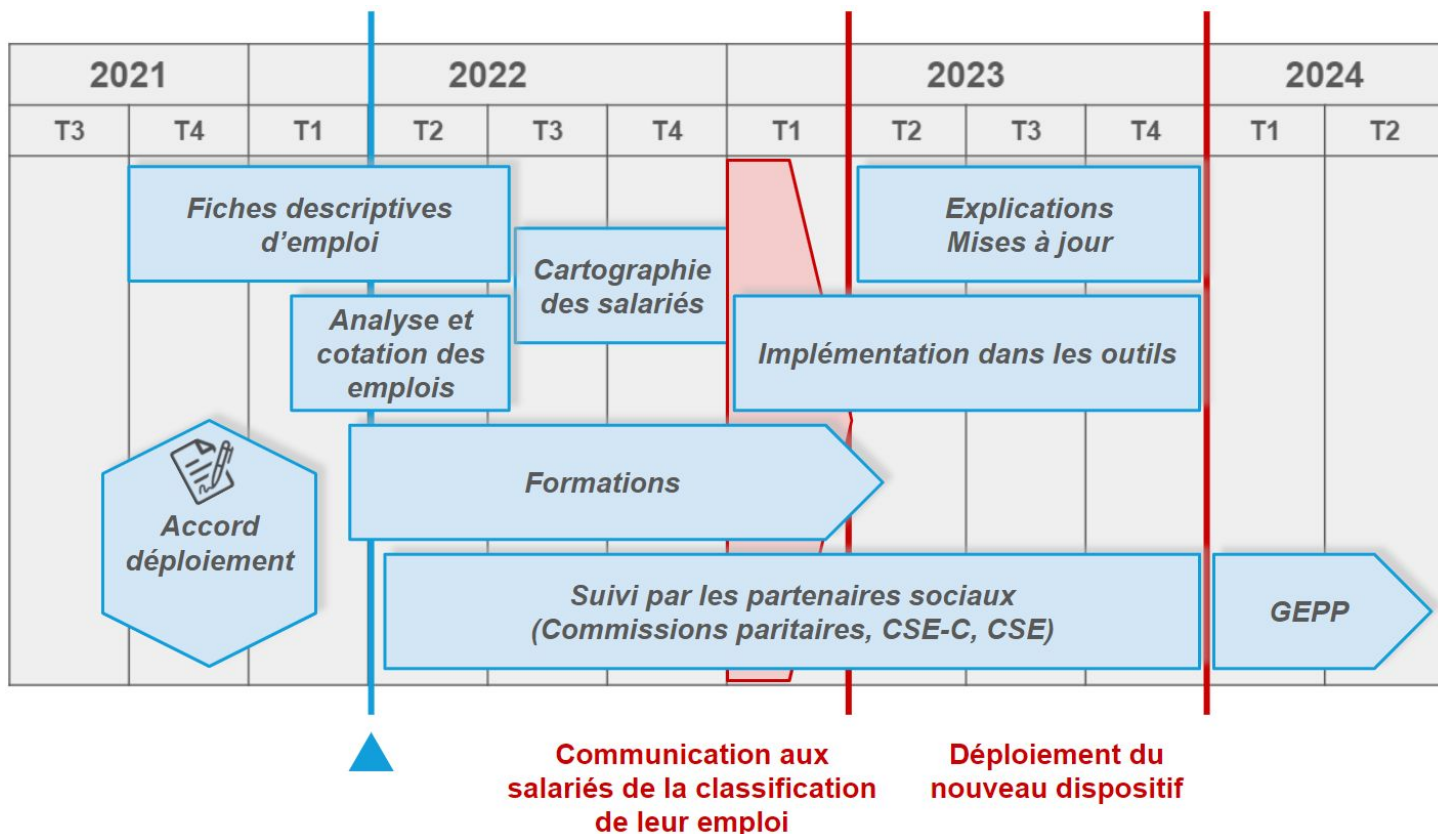 2021 2022 2023 2024
T3 T4 T1 T2 T3 T4 T1 T2 T3 T4 T1 T2
Fiches descriptives
d’emploi
Explications
Mises à jour
Cartographie
des salariés
Analyse et
cotation des
emplois
Implémentation dans les outils
Formations
Accord
déploiement
Suivi par les partenaires sociaux
(Commissions paritaires, CSE-C, CSE)
GEPP
Communication aux
salariés de la classification
de leur emploi
Déploiement du
nouveau dispositif